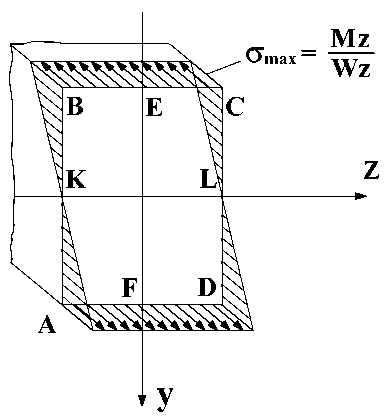 σmax = Mz/Wz
B E C
K L Z
F D
A
y